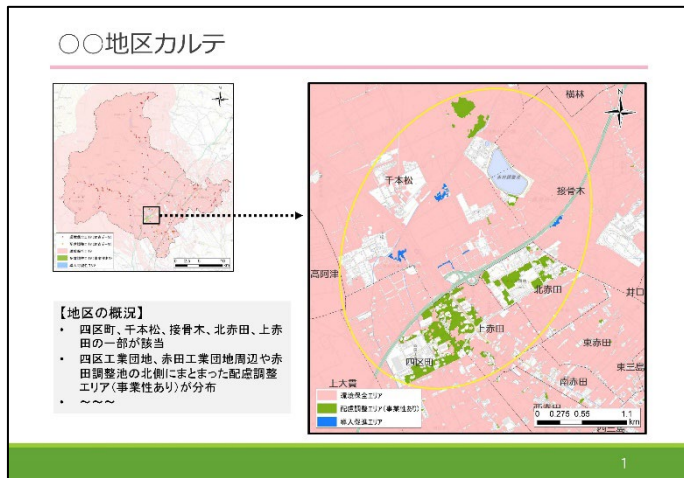 ○○地区カルテ
N
N
横林
千本松
接骨木
高阿津
井口
北赤田
上赤田
東赤田
四区町
東三島
南赤田
上大貫
環境保全エリア
配慮調整エリア(事業性あり)
導入促進エリア
0 0.275 0.55 1.1
km
【地区の概況】
• 四区町、千本松、接骨木、北赤田、上赤
田の一部が該当
• 四区工業団地、赤田工業団地周辺や赤
田調整池の北側にまとまった配慮調整
エリア(事業性あり)が分布
• ~~~
1